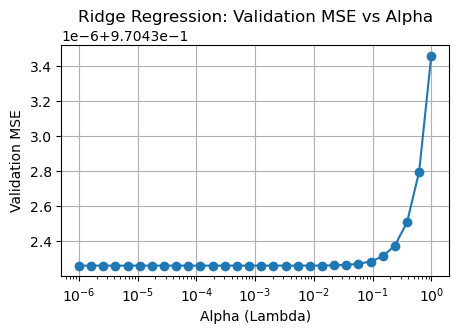 Ridge Regression: Validation MSE vs Alpha
1e−6+9.7043e−1
3.4
3.2
3.0
2.8
2.6
2.4
Validation MSE
10⁻⁶ 10⁻⁵ 10⁻⁴ 10⁻³ 10⁻² 10⁻¹ 10⁰
Alpha (Lambda)